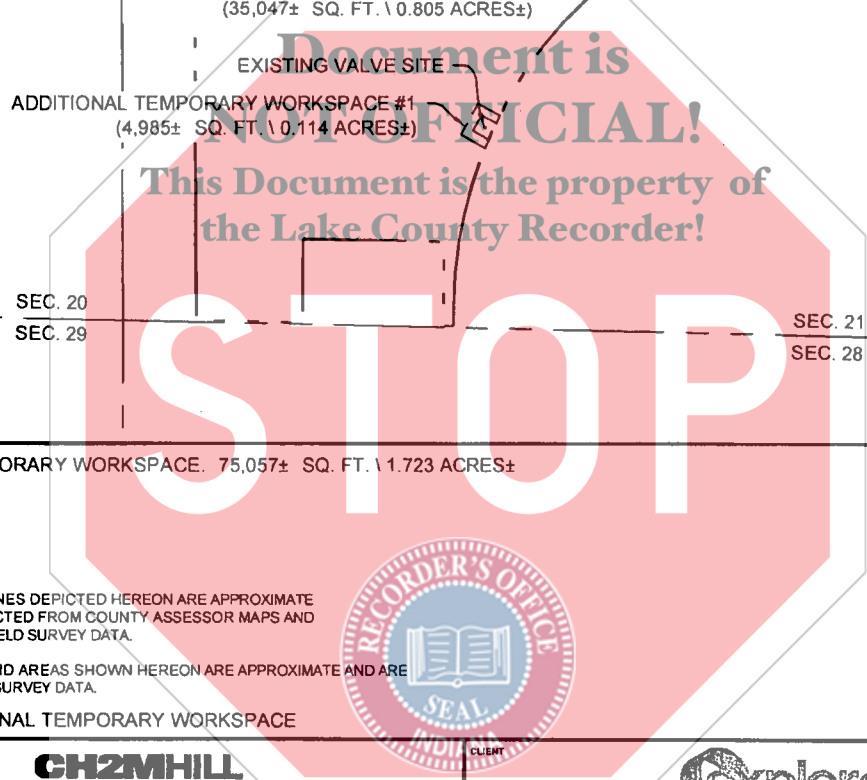 (35,047± SQ. FT. \ 0.805 ACRES±)
Document is
EXISTING VALVE SITE
ADDITIONAL TEMPORARY WORKSPACE #1
NOT OFFICIAL!
(4,985± SQ. FT. \ 0.114 ACRES±)
This Document is the property of
the Lake County Recorder!
SEC. 20
SEC. 29
SEC. 21
SEC. 28
STOP
ORARY WORKSPACE. 75,057± SQ. FT. \ 1.723 ACRES±
NES DEPICTED HEREON ARE APPROXIMATE
CTED FROM COUNTY ASSESSOR MAPS AND
ELD SURVEY DATA.
ND AREAS SHOWN HEREON ARE APPROXIMATE AND ARE
SURVEY DATA.
NAL TEMPORARY WORKSPACE
RECORDER'S OFFICE
SEAL
INDIANA
CH2MHILL
CLIENT
Explor